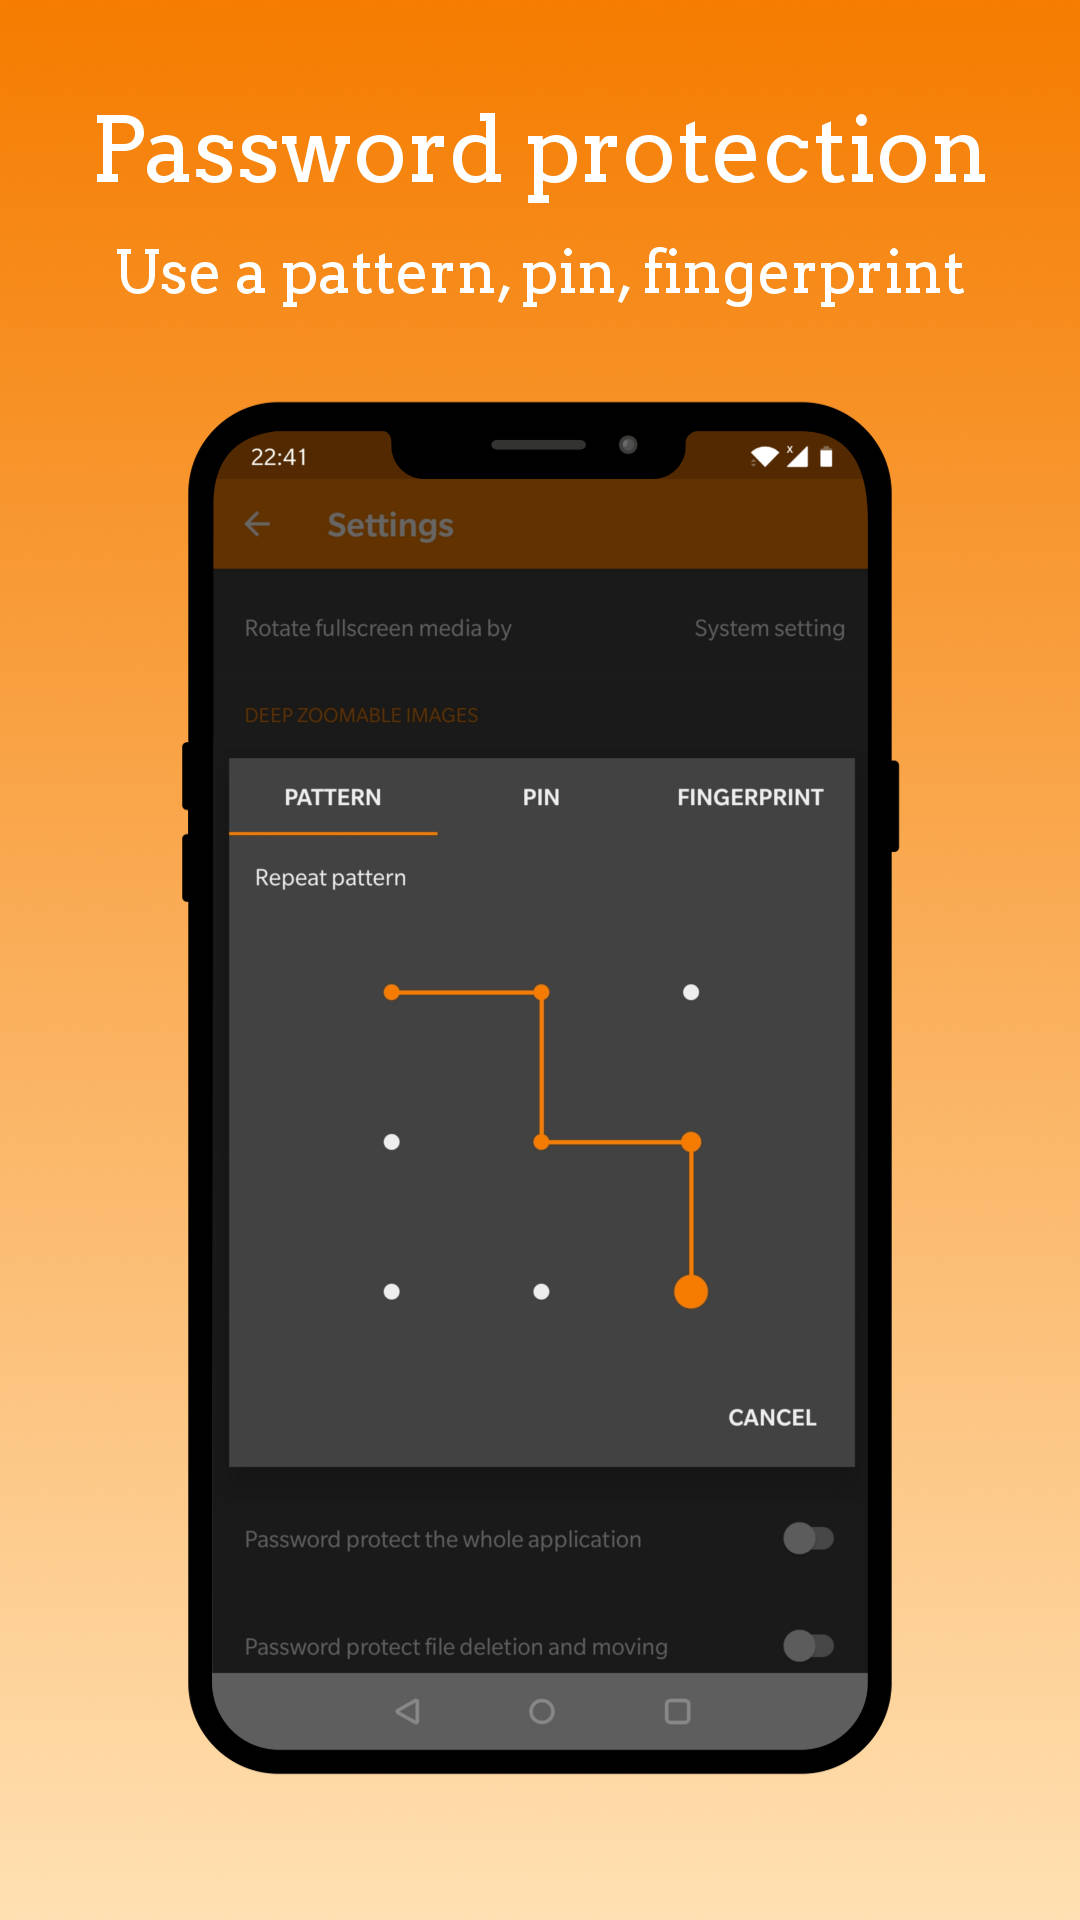 Password protection
Use a pattern, pin, fingerprint
22:41
x
Settings
Rotate fullscreen media by System setting
DEEP ZOOMABLE IMAGES
PATTERN PIN FINGERPRINT
Repeat pattern
CANCEL
Password protect the whole application
Password protect file deletion and moving